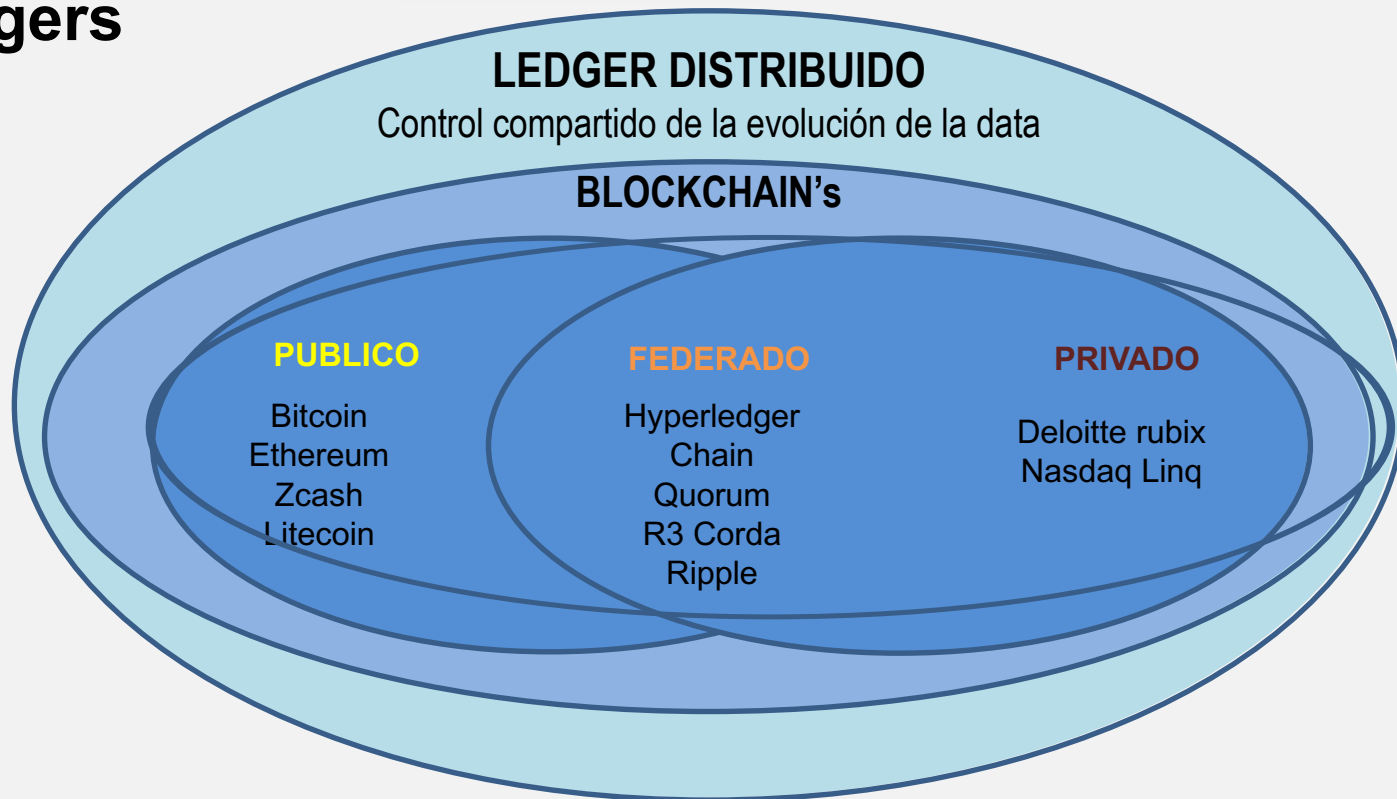 gers
LEDGER DISTRIBUIDO
Control compartido de la evolución de la data
BLOCKCHAIN's
PUBLICO
Bitcoin
Ethereum
Zcash
Litecoin
FEDERADO
Hyperledger
Chain
Quorum
R3 Corda
Ripple
PRIVADO
Deloitte rubix
Nasdaq Linq